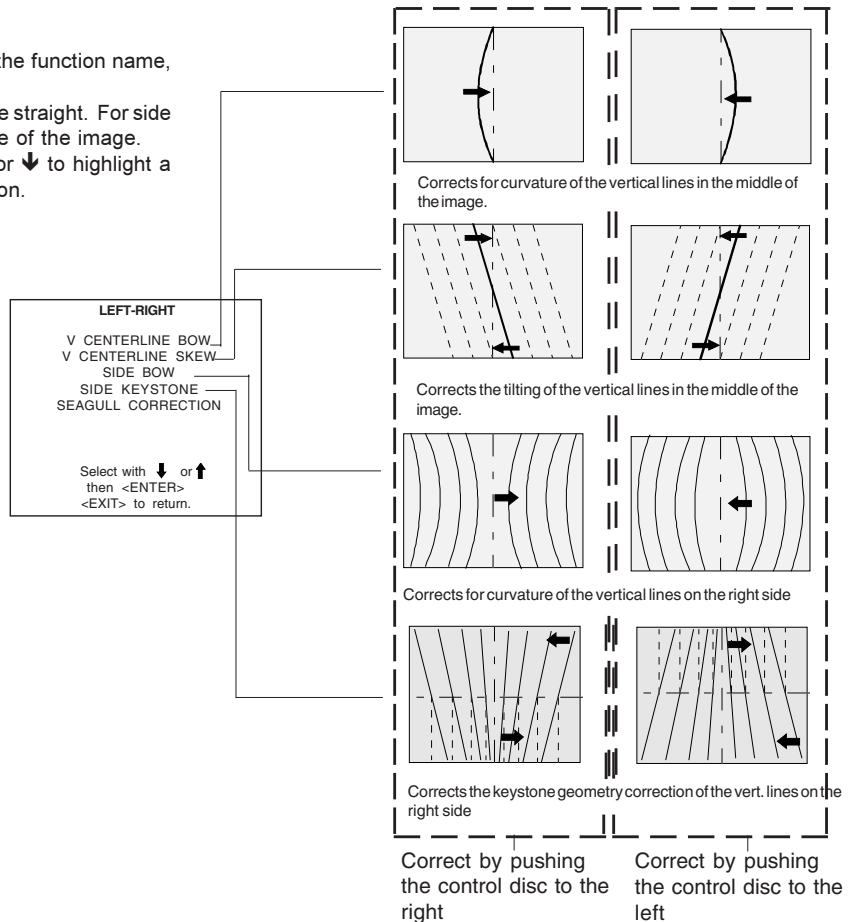 the function name,
e straight. For side
e of the image.
or 🡻 to highlight a
on.
LEFT-RIGHT
V CENTERLINE BOW
V CENTERLINE SKEW
SIDE BOW
SIDE KEYSTONE
SEAGULL CORRECTION
Select with ⬇ or ⬆
then <ENTER>
<EXIT> to return.
Corrects for curvature of the vertical lines in the middle of
the image.
Corrects the tilting of the vertical lines in the middle of the
image.
Corrects for curvature of the vertical lines on the right side
Corrects the keystone geometry correction of the vert. lines on the
right side
Correct by pushing
the control disc to the
right
Correct by pushing
the control disc to the
left